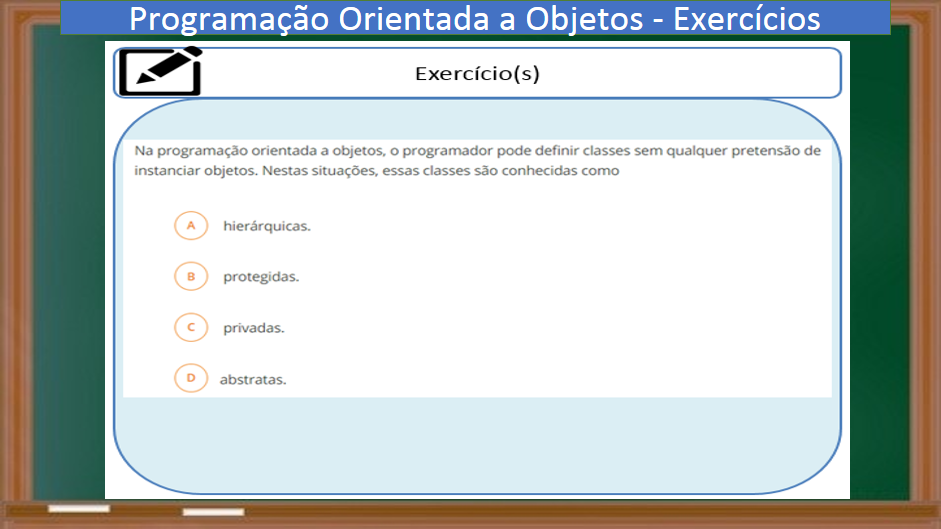 Programação Orientada a Objetos - Exercícios
Exercício(s)
Na programação orientada a objetos, o programador pode definir classes sem qualquer pretensão de
instanciar objetos. Nestas situações, essas classes são conhecidas como
A hierárquicas.
B protegidas.
C privadas.
D abstratas.